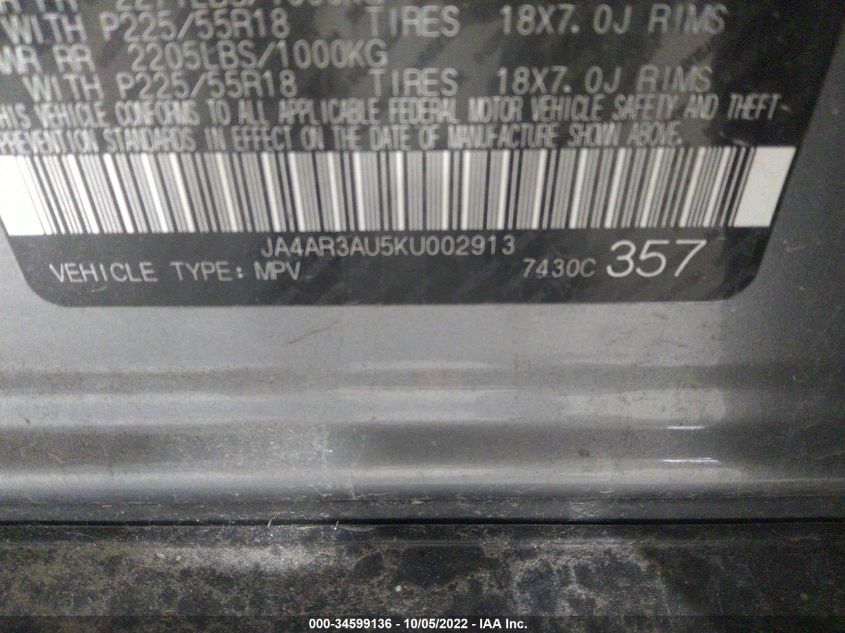 WITH P225/55R18 TIRES 18X7.0J RIMS
WR RR 2205LBS/1000KG
WITH P225/55R18 TIRES 18X7.0J RIMS
THIS VEHICLE CONFORMS TO ALL APPLICABLE FEDERAL MOTOR VEHICLE SAFETY AND THEFT
PREVENTION STANDARDS IN EFFECT ON THE DATE OF MANUFACTURE SHOWN ABOVE.
JA4AR3AU5KU002913
VEHICLE TYPE: MPV 7430C 357
000-34599136 - 10/05/2022 - IAA Inc.